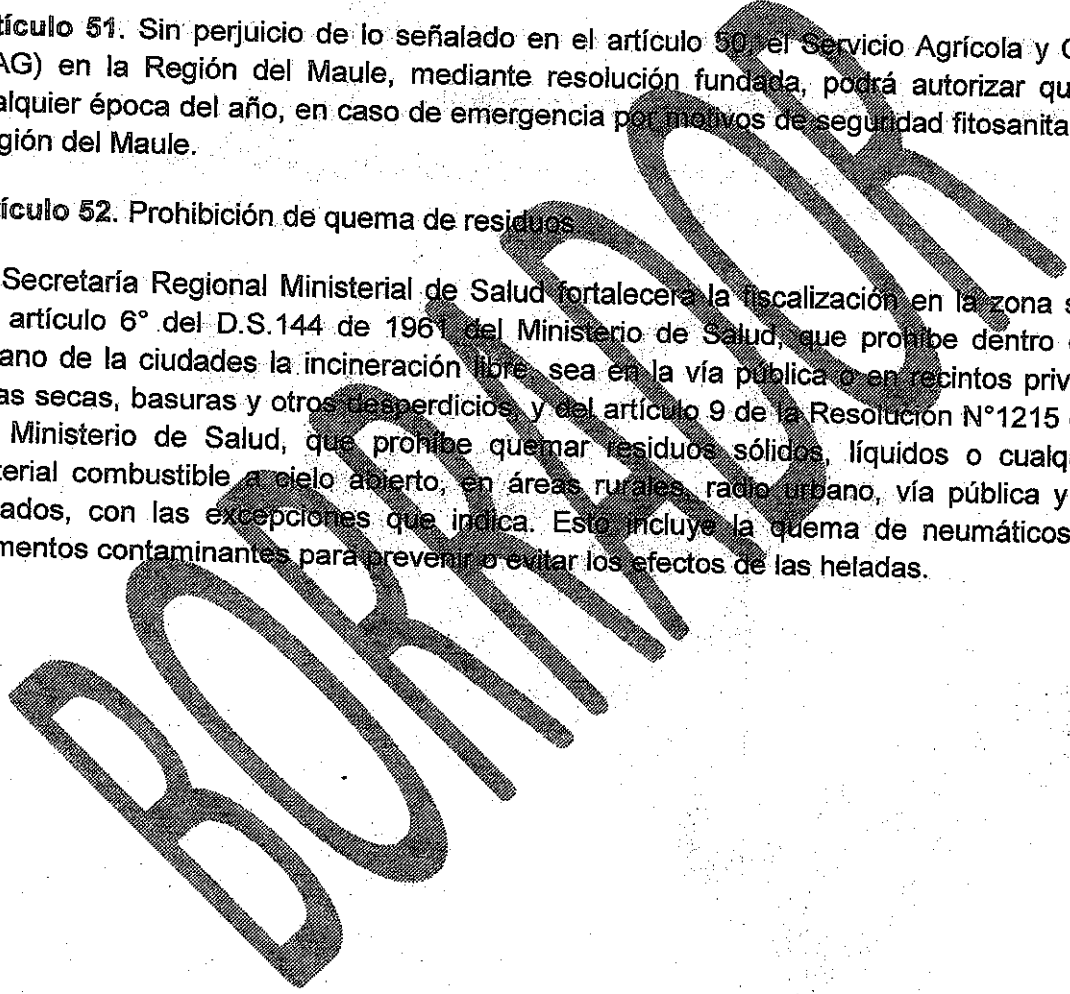 tículo 51. Sin perjuicio de lo señalado en el artículo 50, el Servicio Agrícola y
AG) en la Región del Maule, mediante resolución fundada, podrá autorizar
alquier época del año, en caso de emergencia por motivos de seguridad
gión del Maule.
tículo 52. Prohibición de quema de residuos.
Secretaría Regional Ministerial de Salud fortalecerá la fiscalización en la zona
artículo 6° del D.S.144 de 1961 del Ministerio de Salud, que prohíbe dentro
ano de la ciudades la incineración libre, sea en la vía pública o en recintos
as secas, basuras y otros desperdicios, y del artículo 9 de la Resolución N°1215
Ministerio de Salud, que prohíbe quemar residuos sólidos, líquidos o
terial combustible a cielo abierto, en áreas rurales, radio urbano, vía pública y
ados, con las excepciones que indica. Esto incluye la quema de neumáticos
mentos contaminantes para prevenir o evitar los efectos de las heladas.
BORRADOR